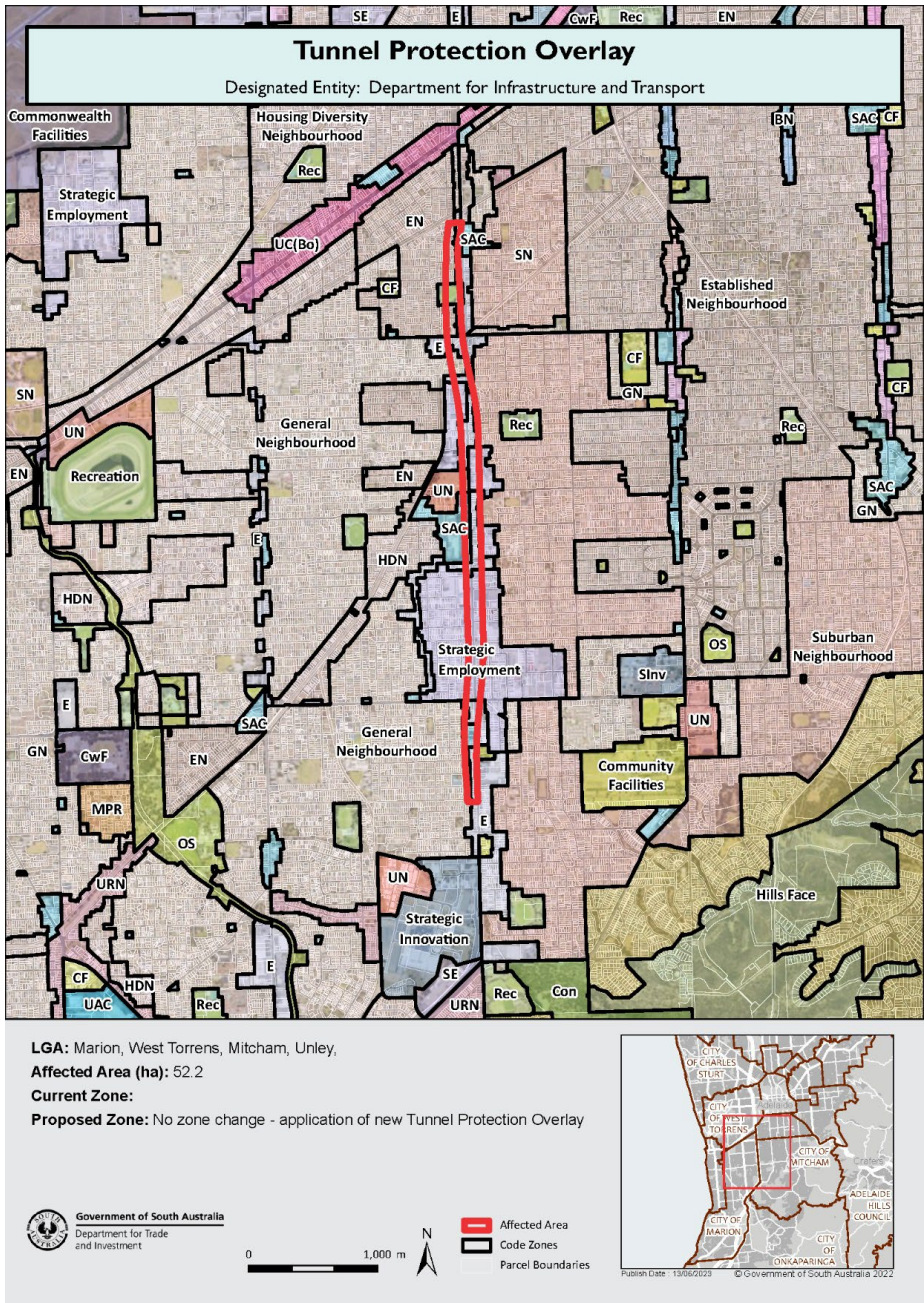 SE
E
CwF
Rec
EN
Tunnel Protection Overlay
Designated Entity: Department for Infrastructure and Transport
Commonwealth
Facilities
Housing Diversity
Neighbourhood
BN
SAC
CF
Rec
Strategic
Employment
EN
UC(Bo)
SAC
SN
CF
Established
Neighbourhood
E
CF
GN
CF
SN
UN
General
Neighbourhood
Rec
Rec
EN
Recreation
EN
UN
SAC
GN
SAC
E
HDN
HDN
Strategic
Employment
OS
Suburban
Neighbourhood
SInv
E
SAC
UN
GN
CwF
EN
General
Neighbourhood
Community
Facilities
MPR
OS
E
URN
UN
Strategic
Innovation
Hills Face
E
SE
CF
HDN
UAC
Rec
URN
Rec
Con
LGA: Marion, West Torrens, Mitcham, Unley,
Affected Area (ha): 52.2
Current Zone:
Proposed Zone: No zone change - application of new Tunnel Protection Overlay
CITY
OF CHARLES
STURT
Adelaide
CITY
OF WEST
TORRENS
CITY OF
MITCHAM
Crafers
ADELAIDE
HILLS
COUNCIL
CITY OF
MARION
CITY
OF
ONKAPARINGA
SOUTH
AUSTRALIA
Government of South Australia
Department for Trade
and Investment
0 1,000 m
N
Affected Area
Code Zones
Parcel Boundaries
Publish Date : 13/06/2023 © Government of South Australia 2022